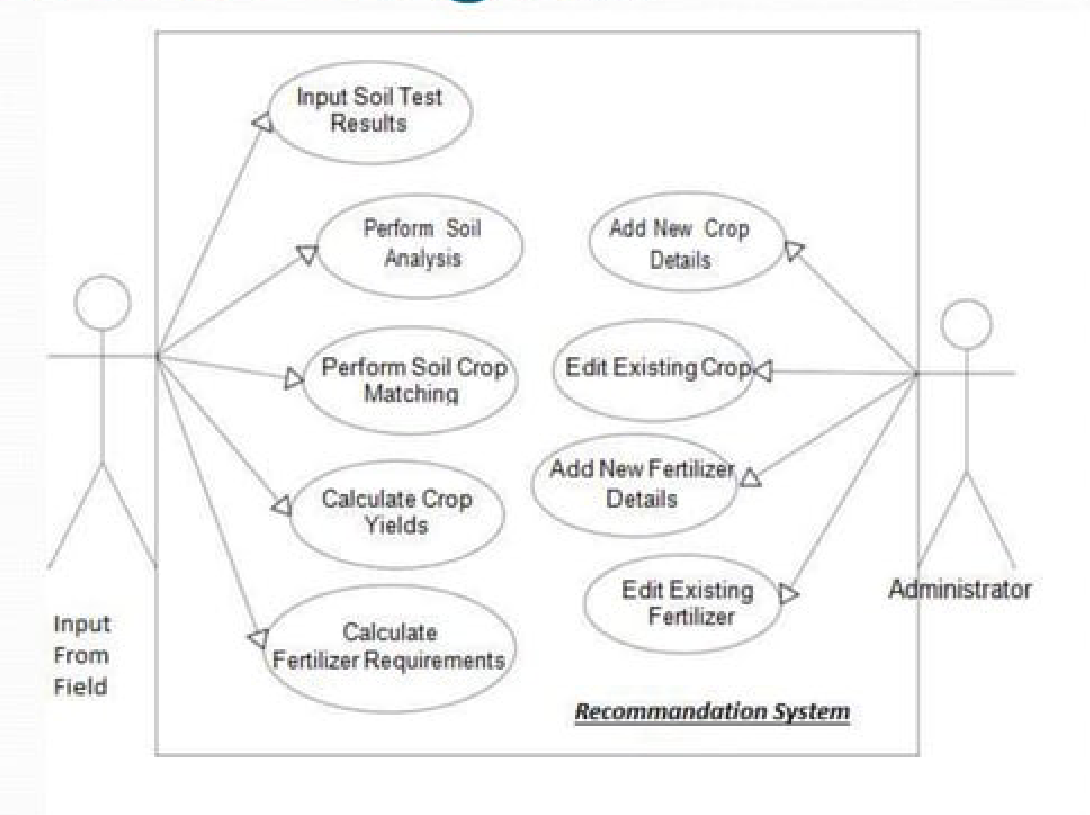 Input Soil Test
Results
Perform Soil
Analysis
Perform Soil Crop
Matching
Calculate Crop
Yields
Calculate
Fertilizer Requirements
Add New Crop
Details
Edit Existing Crop
Add New Fertilizer
Details
Edit Existing
Fertilizer
Input
From
Field
Administrator
Recommandation System